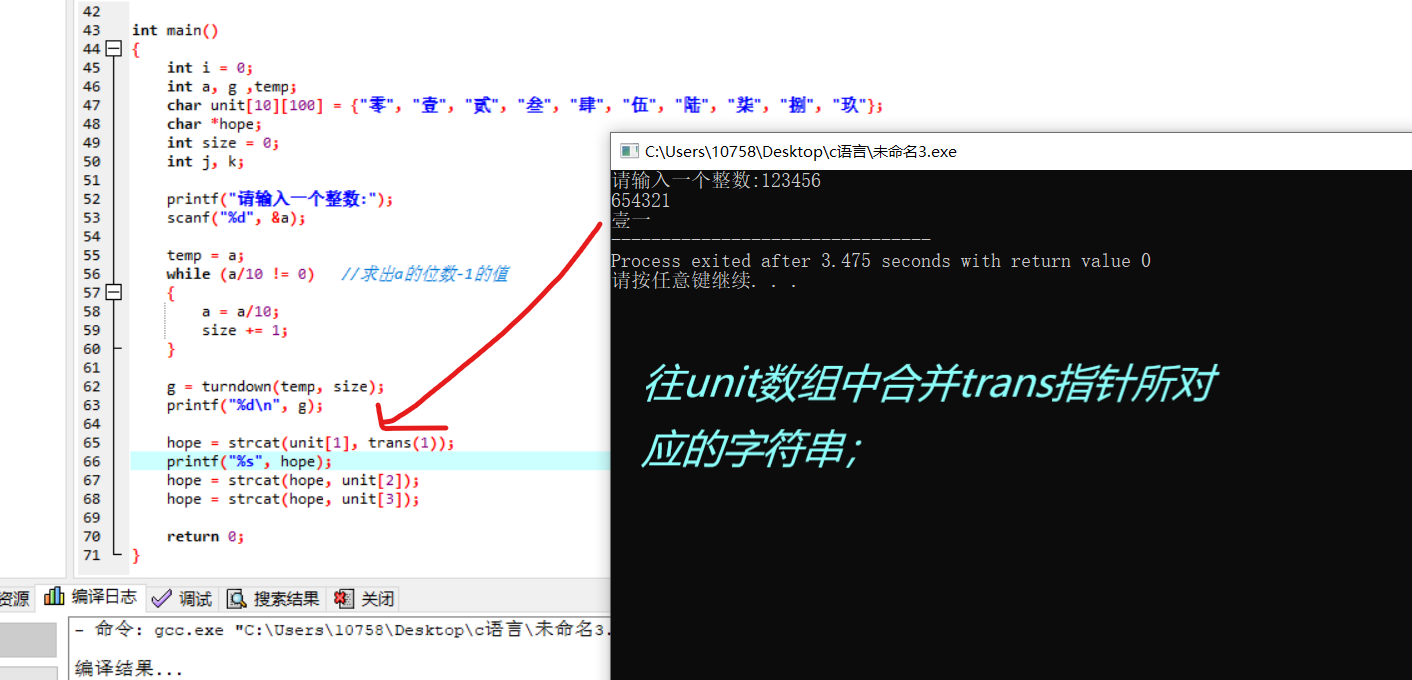 42
43 int main()
44 {
45 int i = 0;
46 int a, g ,temp;
47 char unit[10][100] = {"零", "壹", "贰", "叁", "肆", "伍", "陆", "柒", "捌", "玖"};
48 char *hope;
49 int size = 0;
50 int j, k;
51
52 printf("请输入一个整数:");
53 scanf("%d", &a);
54
55 temp = a;
56 while (a/10 != 0) //求出a的位数-1的值
57 {
58 a = a/10;
59 size += 1;
60 }
61
62 g = turndown(temp, size);
63 printf("%d\n", g);
64
65 hope = strcat(unit[1], trans(1));
66 printf("%s", hope);
67 hope = strcat(hope, unit[2]);
68 hope = strcat(hope, unit[3]);
69
70 return 0;
71 }
C:\Users\10758\Desktop\c语言\未命名3.exe
请输入一个整数:123456
654321
壹一
--------------------------------
Process exited after 3.475 seconds with return value 0
请按任意键继续. . .
往unit数组中合并trans指针所对
应的字符串；
资源 编译日志 调试 搜索结果 关闭
- 命令: gcc.exe "C:\Users\10758\Desktop\c语言\未命名3.
编译结果...